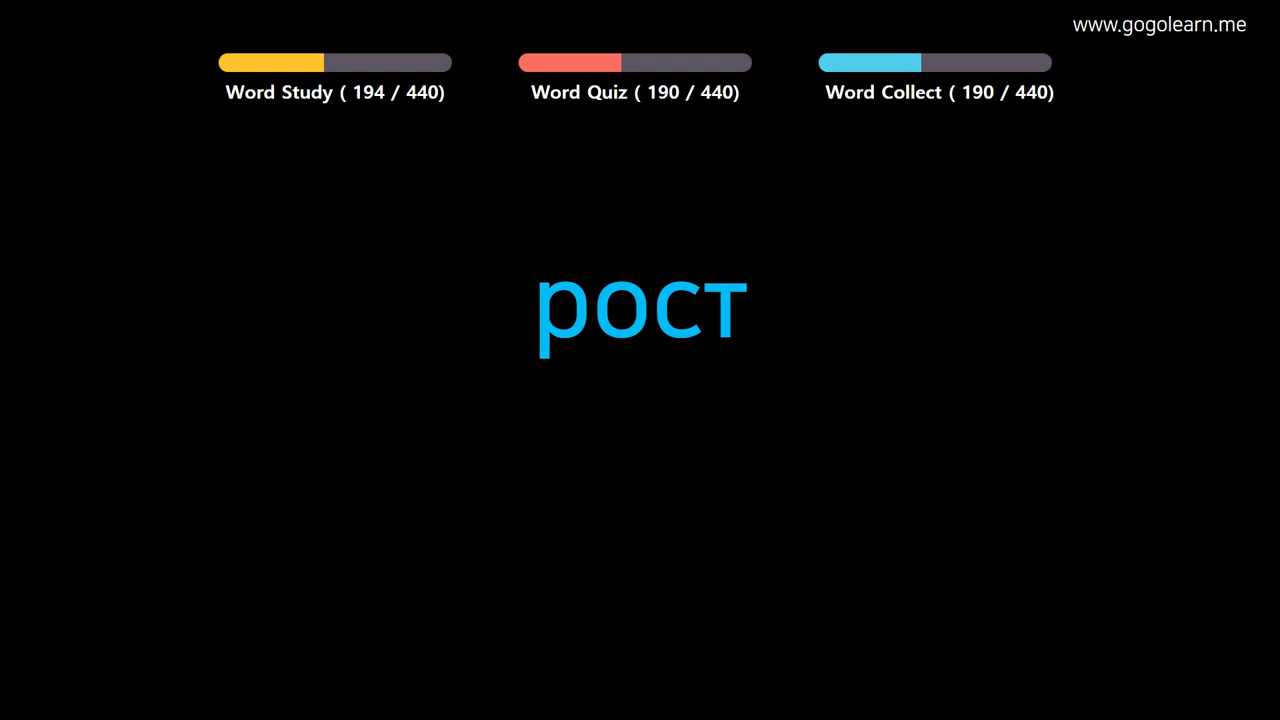 www.gogolearn.me
Word Study ( 194 / 440)
Word Quiz ( 190 / 440)
Word Collect ( 190 / 440)
рост